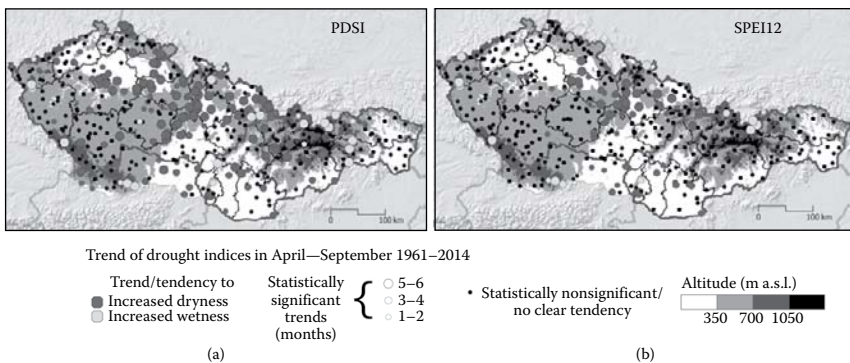 PDSI
100 km
SPEI12
100 km
Trend of drought indices in April—September 1961–2014
Trend/tendency to
Increased dryness
Increased wetness
Statistically
significant
trends
(months)
5–6
3–4
1–2
• Statistically nonsignificant/
no clear tendency
Altitude (m a.s.l.)
350 700 1050
(a)
(b)